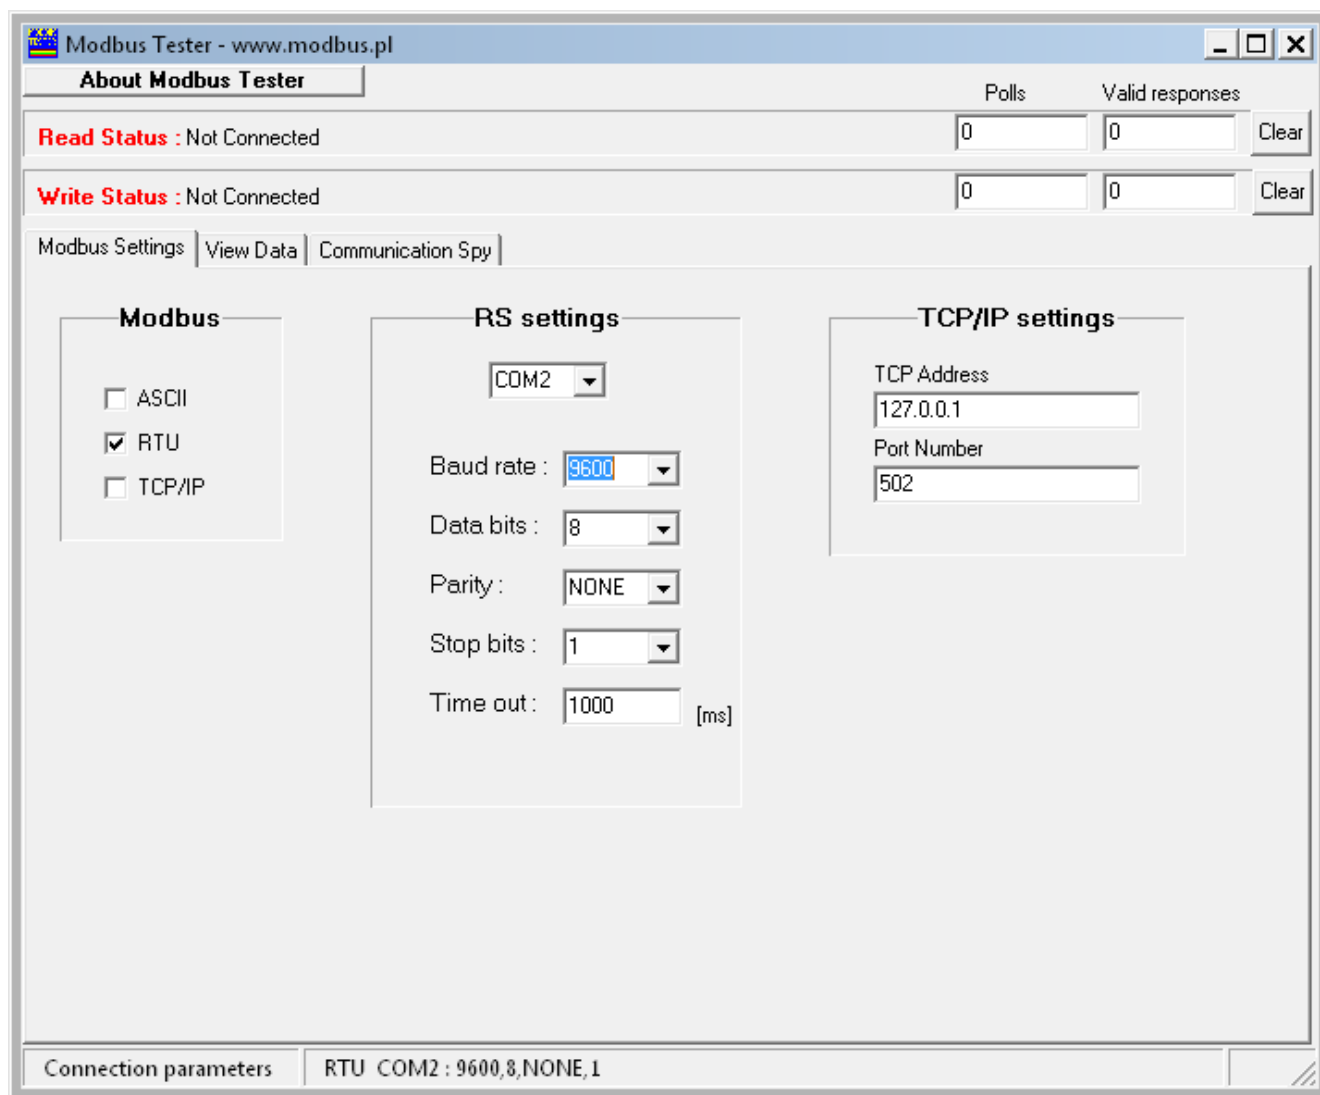 Modbus Tester - www.modbus.pl
About Modbus Tester
Polls Valid responses
Read Status : Not Connected 0 0 Clear
Write Status : Not Connected 0 0 Clear
Modbus Settings View Data Communication Spy
Modbus
ASCII
RTU
TCP/IP
RS settings
COM2
Baud rate : 9600
Data bits : 8
Parity : NONE
Stop bits : 1
Time out : 1000 [ms]
TCP/IP settings
TCP Address
127.0.0.1
Port Number
502
Connection parameters RTU COM2 : 9600,8,NONE,1